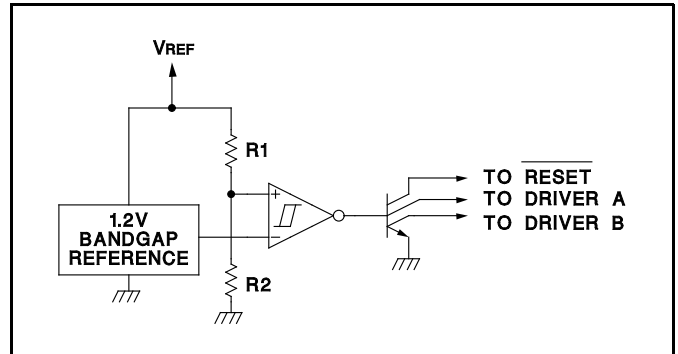 VREF
R1
+
TO RESET
TO DRIVER A
1.2V
BANDGAP
REFERENCE
−
TO DRIVER B
R2